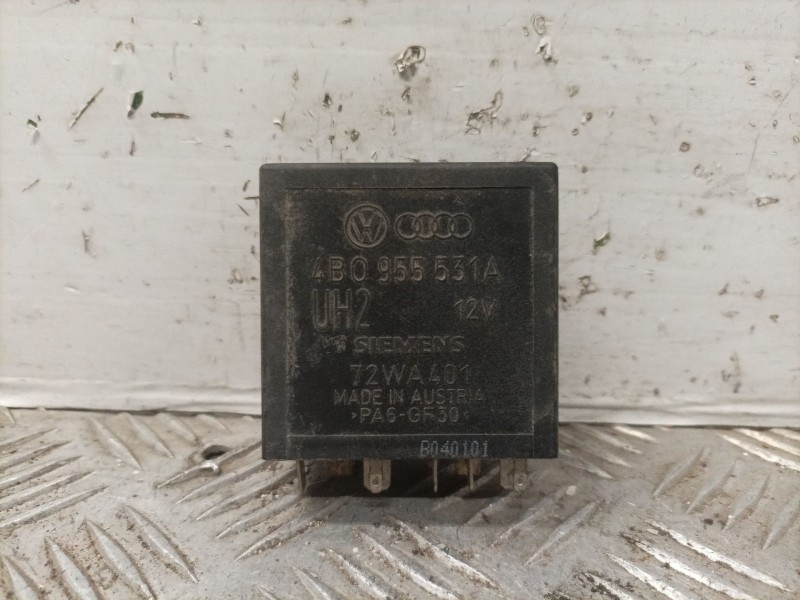 4B0 955 531A
UH2 12V
SIEMENS
72WA401
MADE IN AUSTRIA
>PA6-GF30<
B040101